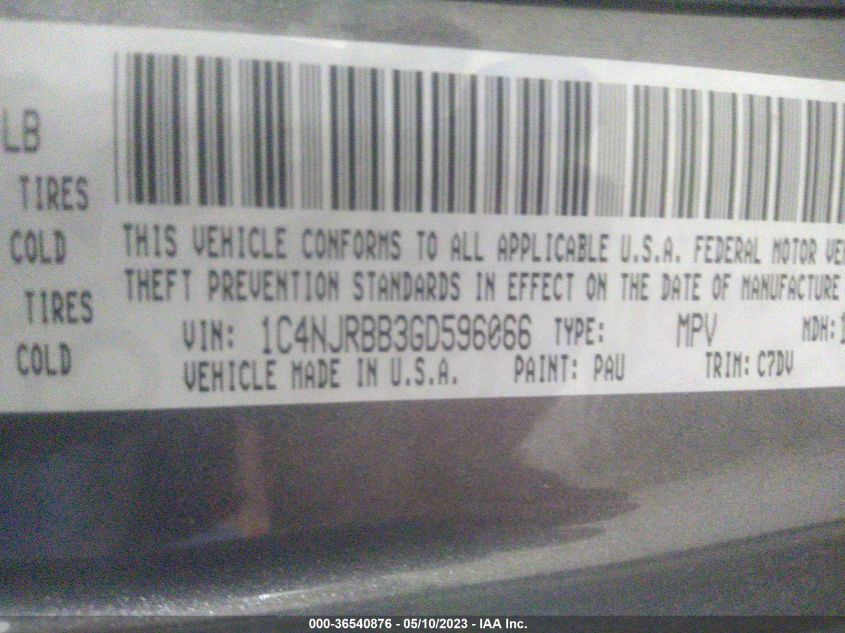 LB
TIRES
COLD
TIRES
COLD
THIS VEHICLE CONFORMS TO ALL APPLICABLE U.S.A. FEDERAL MOTOR VE
THEFT PREVENTION STANDARDS IN EFFECT ON THE DATE OF MANUFACTURE
VIN: 1C4NJRBB3GD596066 TYPE: MPV MDH:1
VEHICLE MADE IN U.S.A. PAINT: PAU TRIM: C7DV
000-36540876 - 05/10/2023 - IAA Inc.